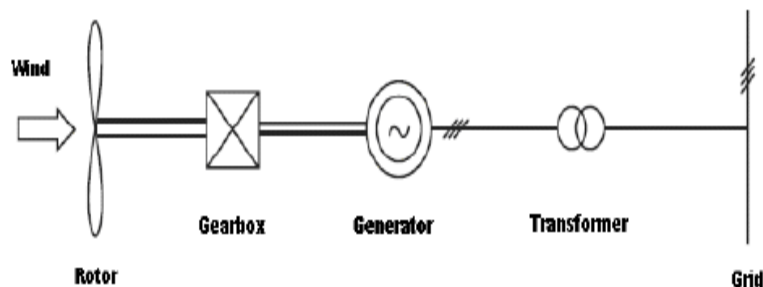 Wind
Gearbox
Generator
Transformer
Rotor
Grid